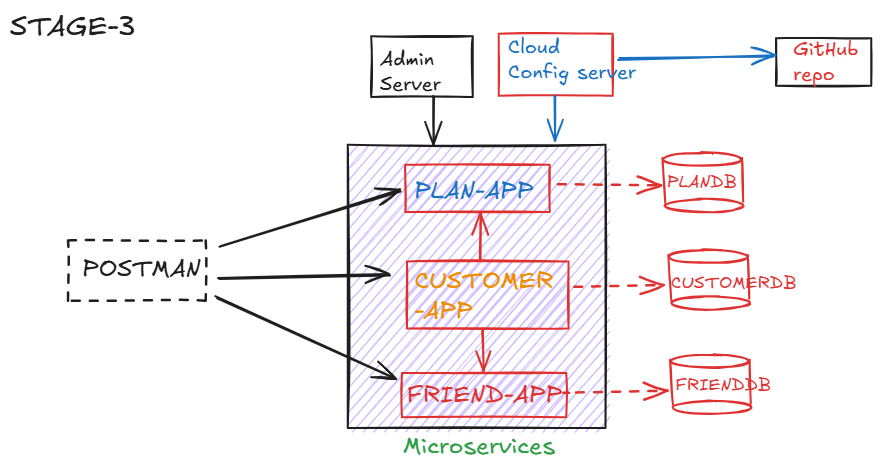 STAGE-3
Admin
Server
Cloud
Config server
GitHub
repo
PLAN-APP
PLANDB
POSTMAN
CUSTOMER
-APP
CUSTOMERDB
FRIEND-APP
FRIENDDB
Microservices